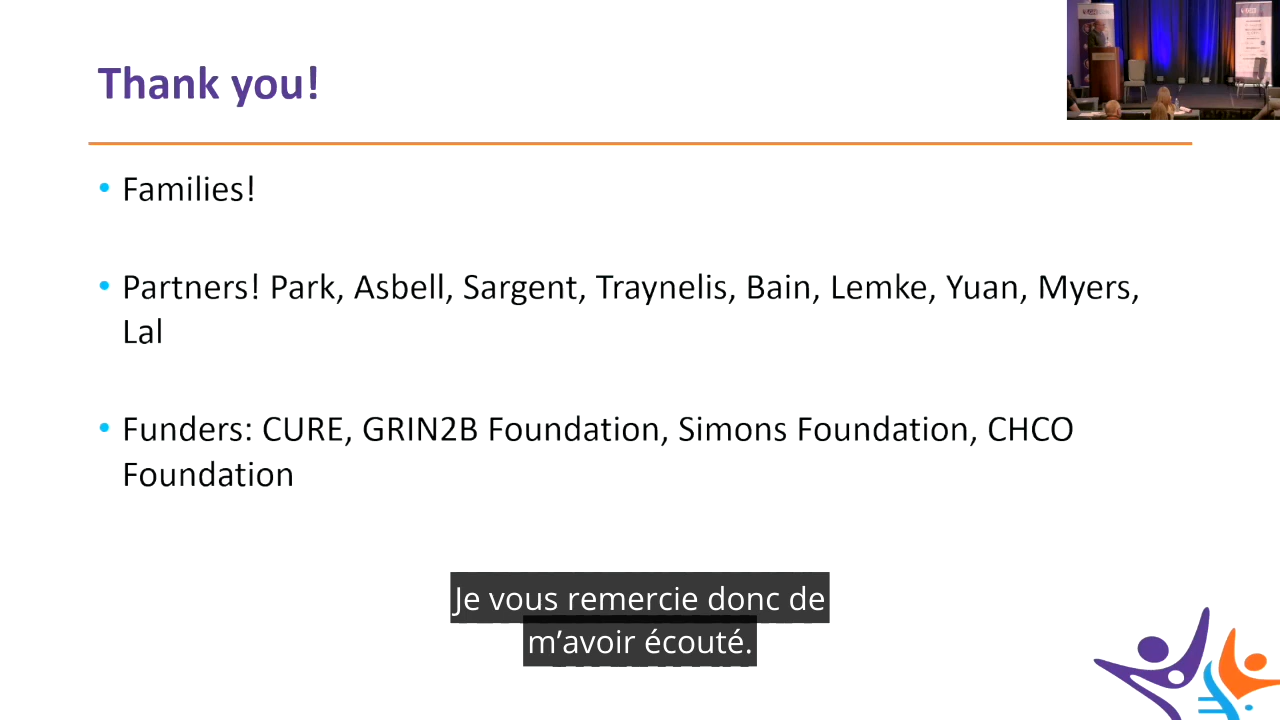 Thank you!
• Families!
• Partners! Park, Asbell, Sargent, Traynelis, Bain, Lemke, Yuan, Myers,
Lal
• Funders: CURE, GRIN2B Foundation, Simons Foundation, CHCO
Foundation
Je vous remercie donc de
m’avoir écouté.